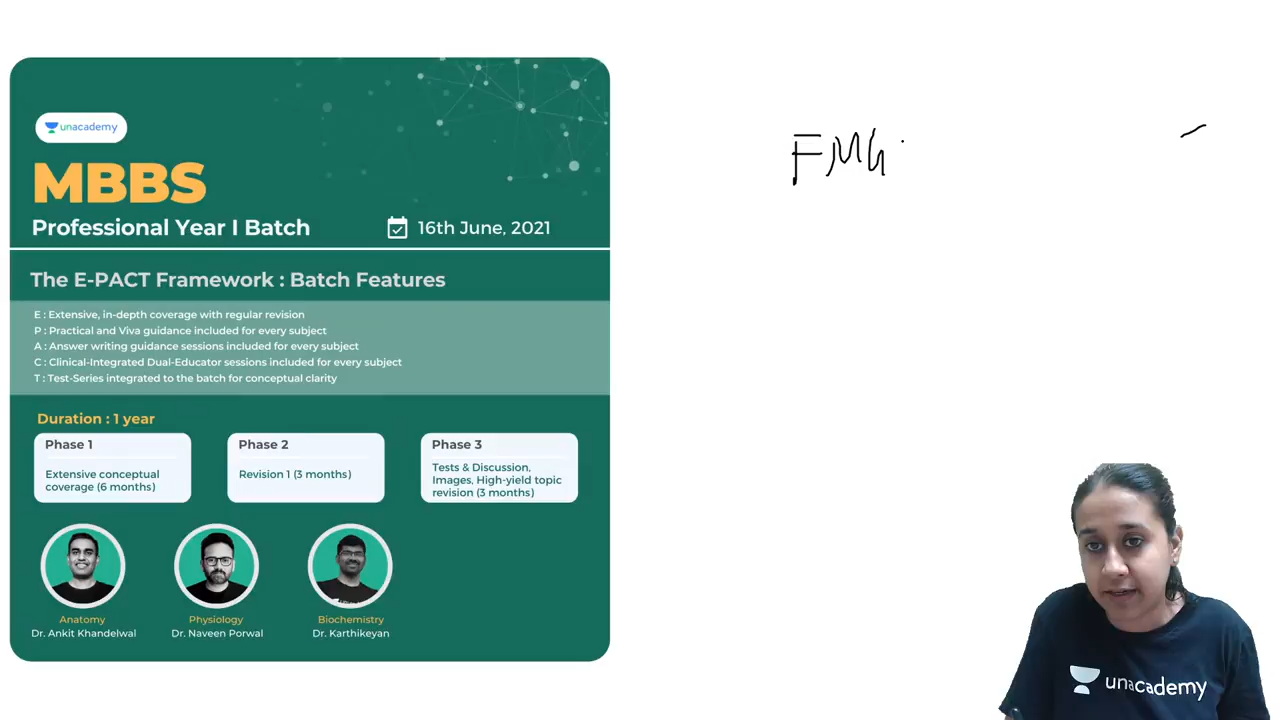 unacademy
MBBS
Professional Year I Batch
16th June, 2021
The E-PACT Framework : Batch Features
E : Extensive, in-depth coverage with regular revision
P : Practical and Viva guidance included for every subject
A : Answer writing guidance sessions included for every subject
C : Clinical-Integrated Dual-Educator sessions included for every subject
T : Test-Series integrated to the batch for conceptual clarity
Duration : 1 year
Phase 1
Extensive conceptual
coverage (6 months)
Phase 2
Revision 1 (3 months)
Phase 3
Tests & Discussion,
Images, High-yield topic
revision (3 months)
Anatomy
Dr. Ankit Khandelwal
Physiology
Dr. Naveen Porwal
Biochemistry
Dr. Karthikeyan
FMG
unacademy